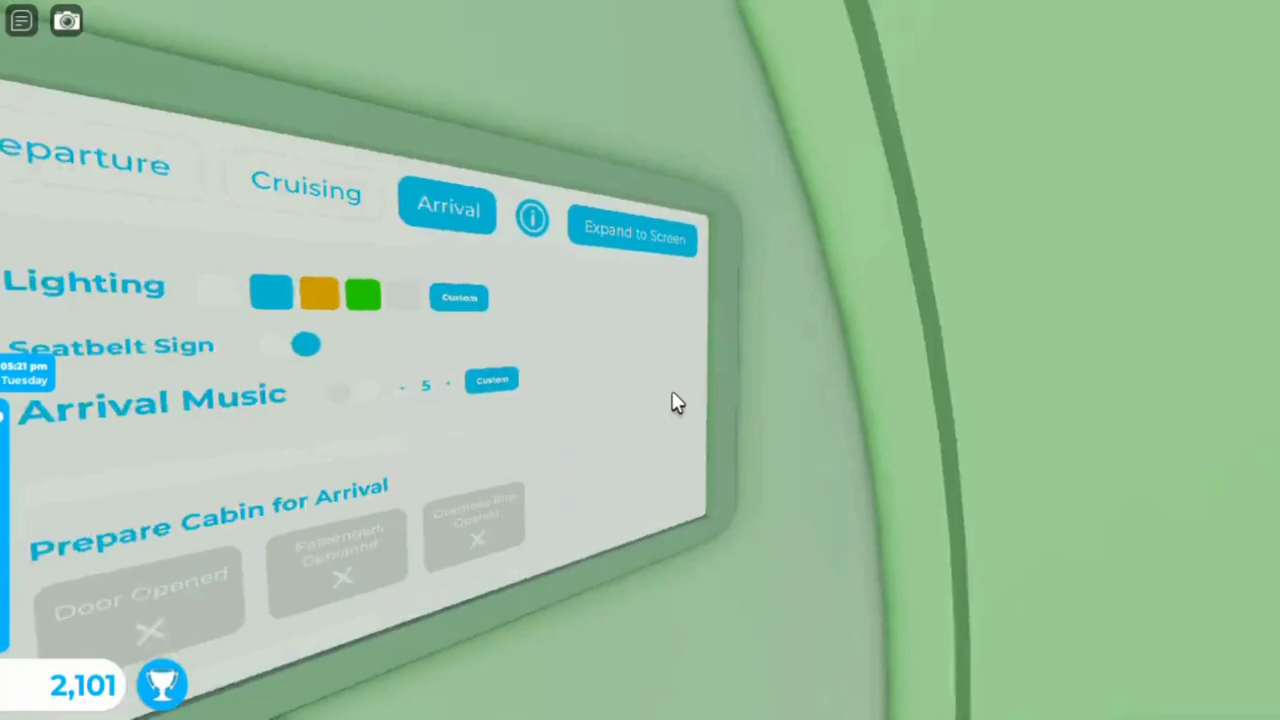 eparture
Cruising
Arrival
Expand to Screen
Lighting
Custom
Seatbelt Sign
05:21 pm
Tuesday
Arrival Music
- 5 +
Custom
Prepare Cabin for Arrival
Door Opened
Opened
2,101